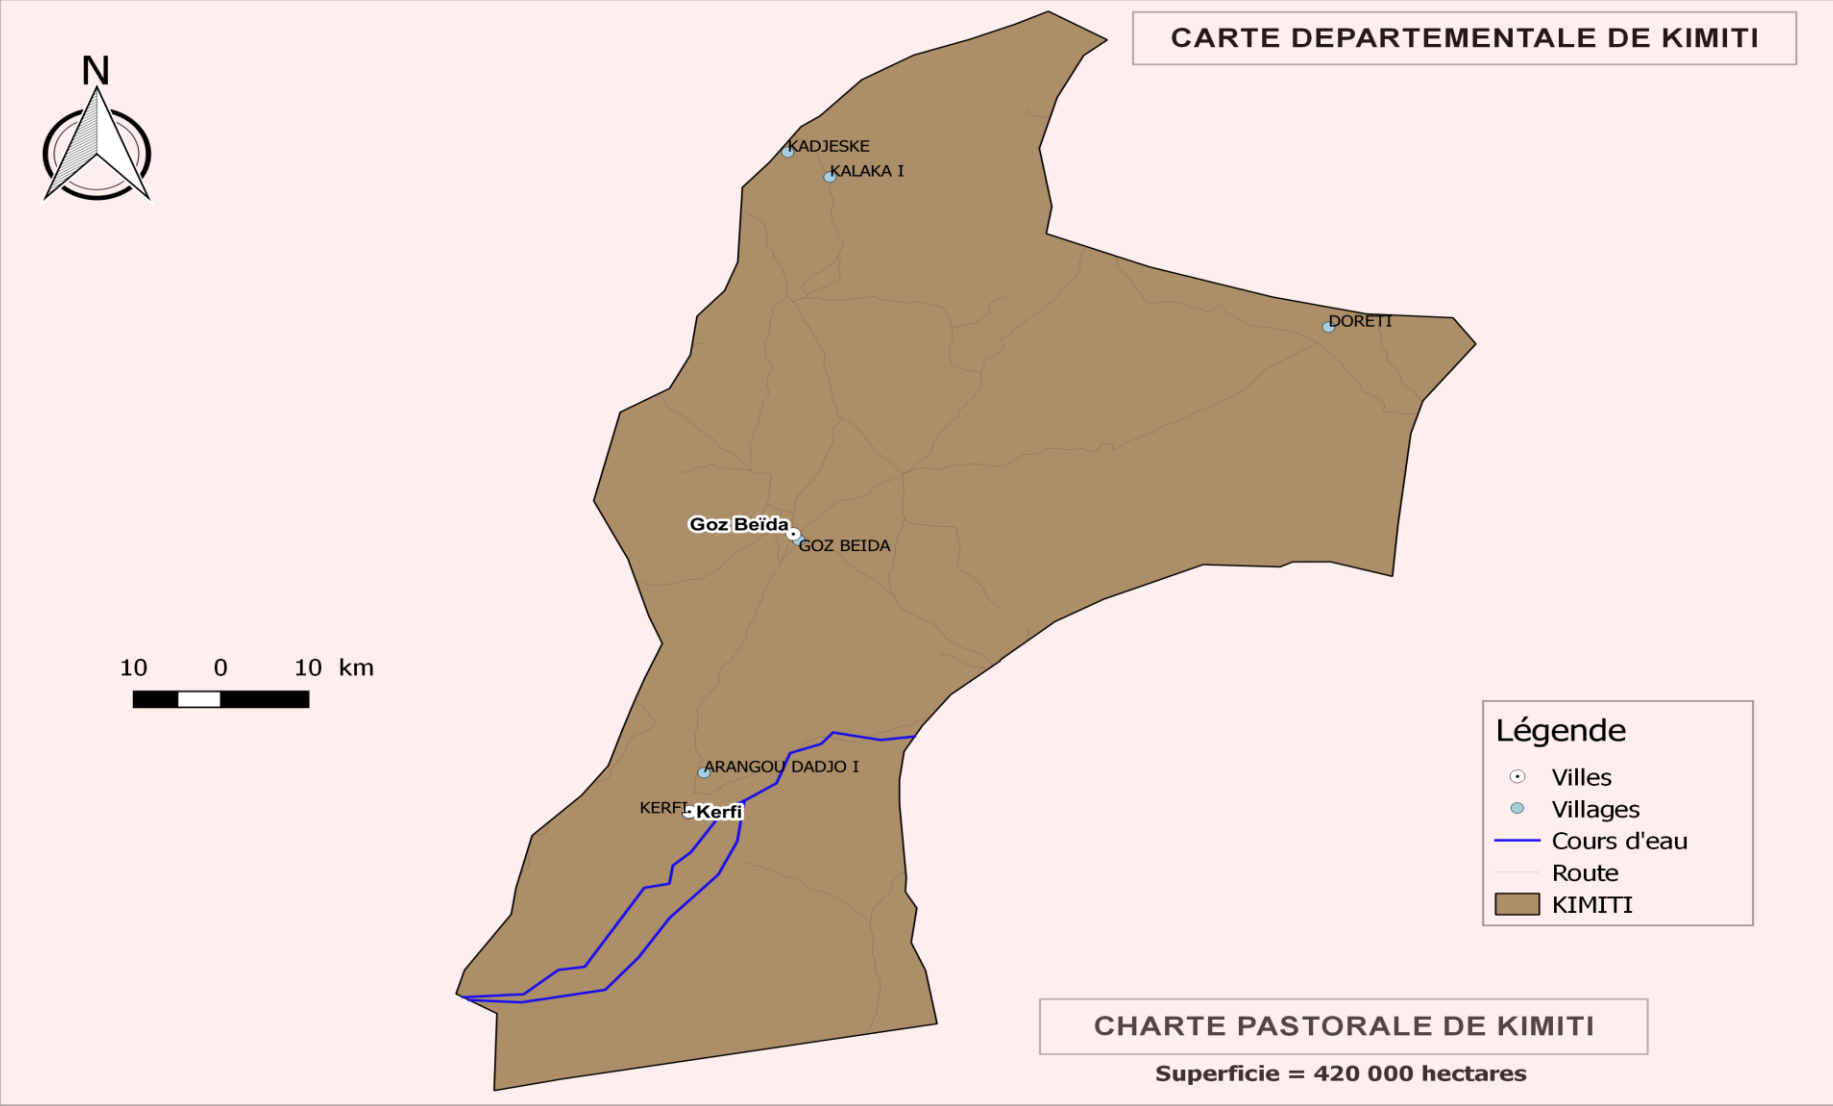 CARTE DEPARTEMENTALE DE KIMITI
N
KADJESKE
KALAKA I
DORETI
Goz Beïda
GOZ BEIDA
10 0 10 km
ARANGOU DADJO I
KERFI Kerfi
Légende
Villes
Villages
Cours d'eau
Route
KIMITI
CHARTE PASTORALE DE KIMITI
Superficie = 420 000 hectares